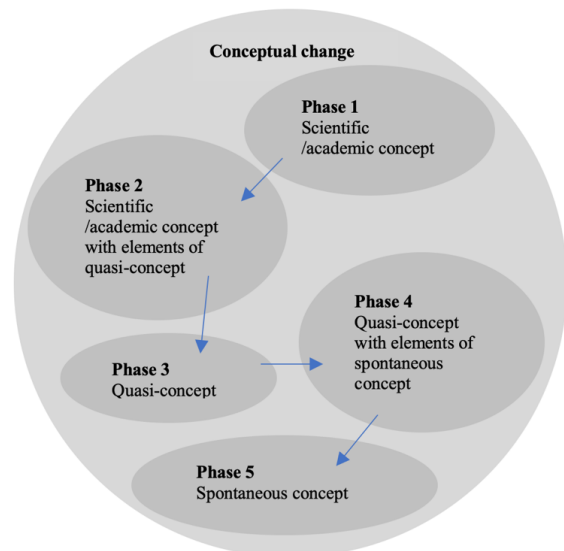 Conceptual change
Phase 1
Scientific
/academic concept
Phase 2
Scientific
/academic concept
with elements of
quasi-concept
Phase 3
Quasi-concept
Phase 4
Quasi-concept
with elements of
spontaneous
concept
Phase 5
Spontaneous concept